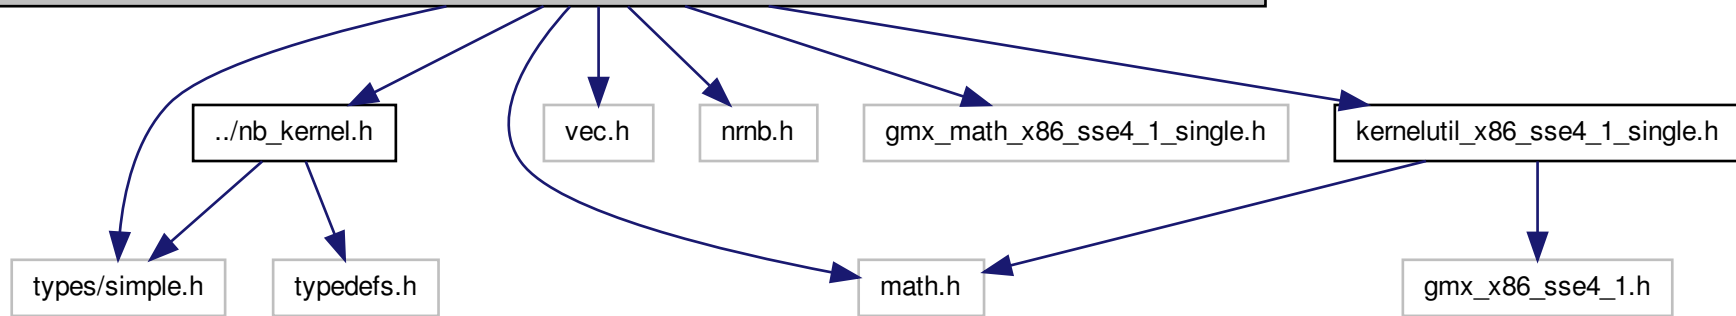 ../nb_kernel.h
vec.h
nrnb.h
gmx_math_x86_sse4_1_single.h
kernelutil_x86_sse4_1_single.h
types/simple.h
typedefs.h
math.h
gmx_x86_sse4_1.h